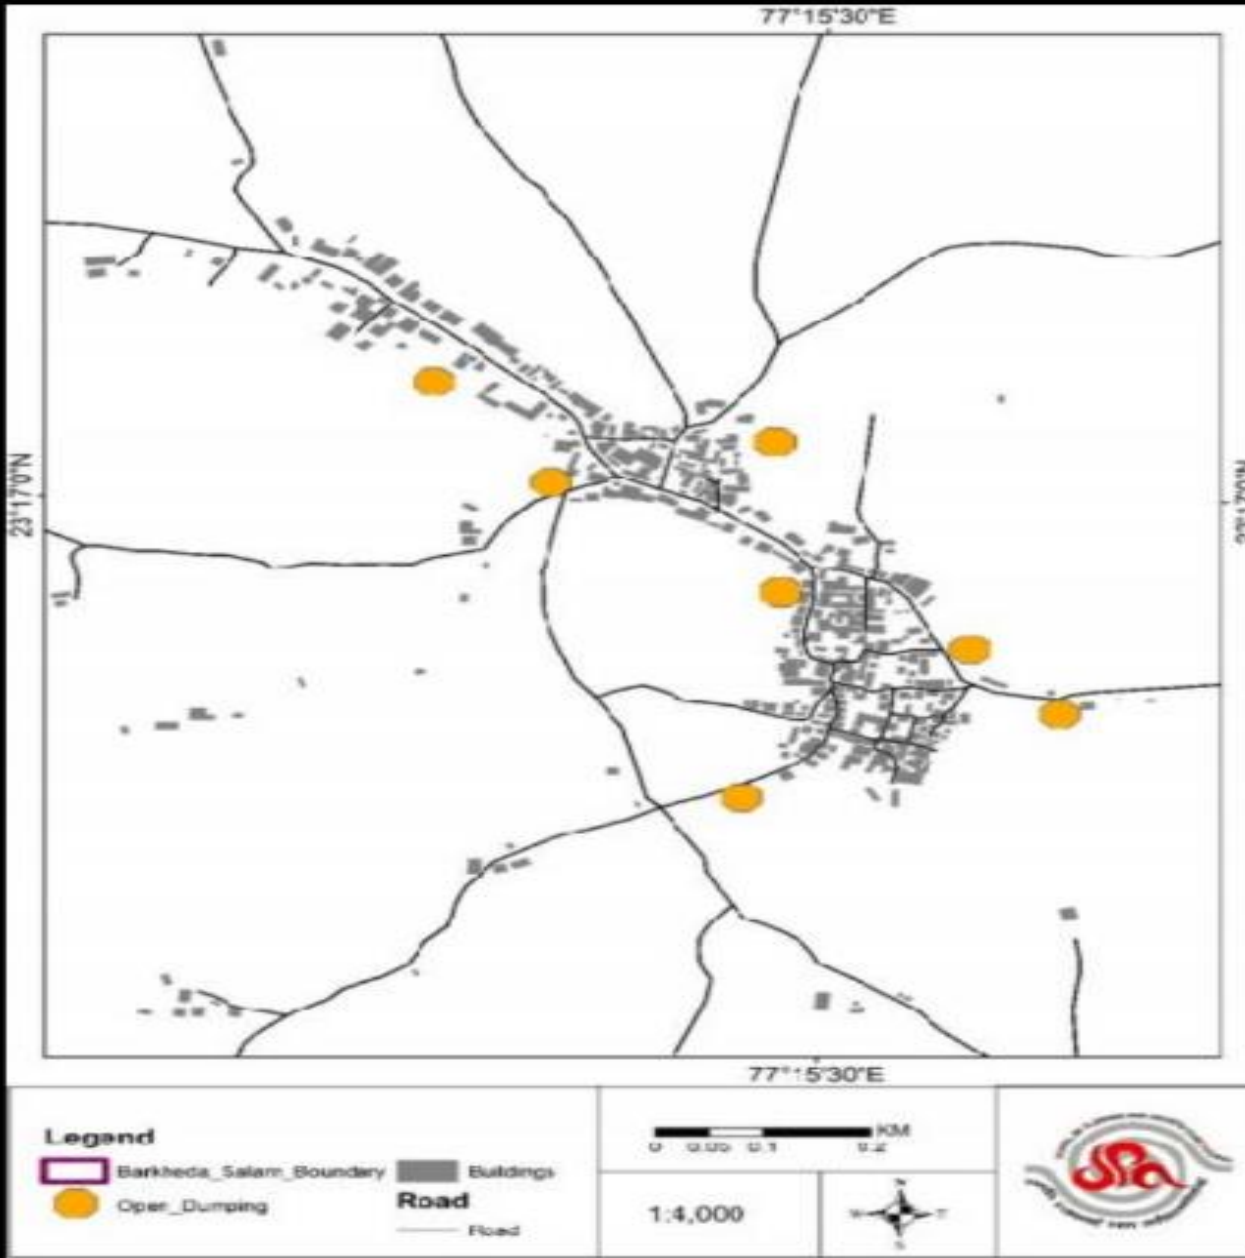 77°15'30"E
23°17'0"N
77°15'30"E
Legend
Barkheda_Salam_Boundary
Open_Dumping
Buildings
Road
Road
0 0.05 0.1 0.2 KM
1:4,000
N
W E
S
spa